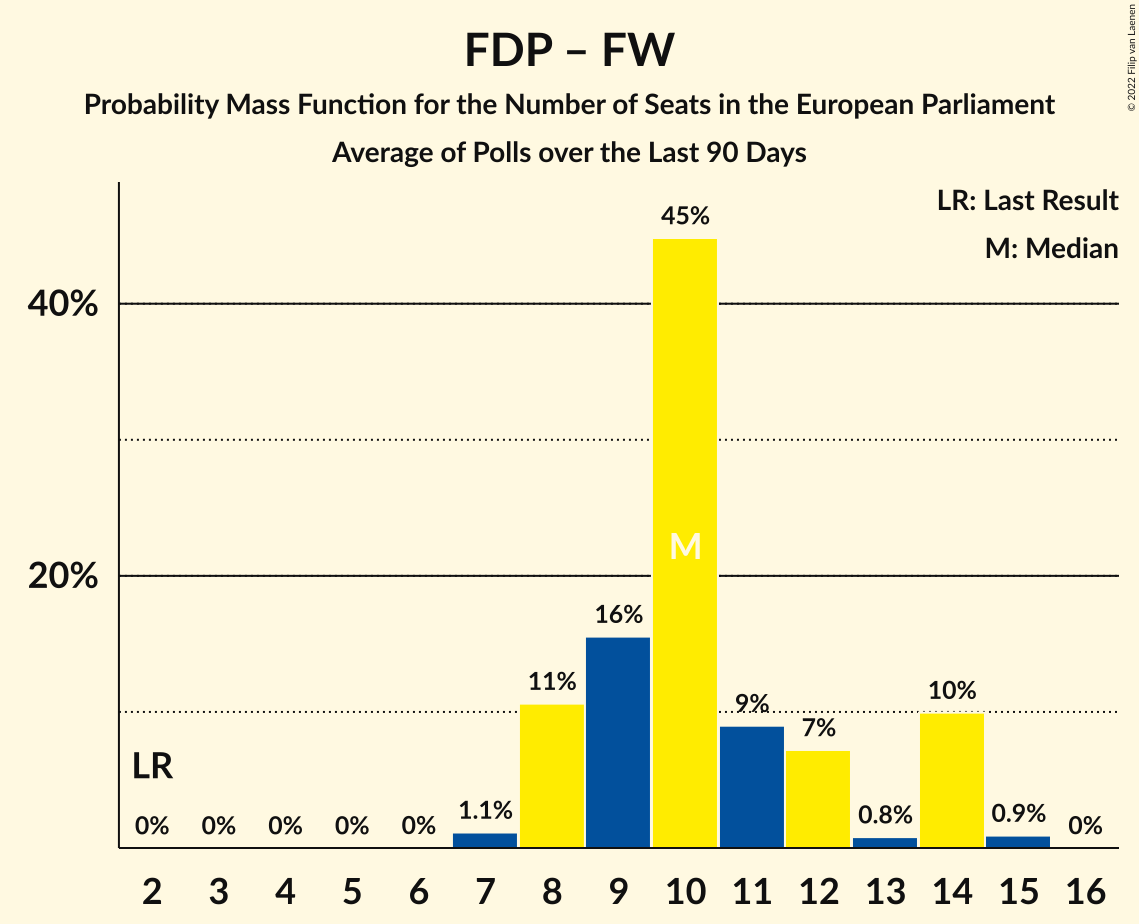 FDP – FW
Probability Mass Function for the Number of Seats in the European Parliament
Average of Polls over the Last 90 Days
© 2022 Filip van Laenen
LR: Last Result
M: Median
45%
40%
M
20%
16%
11%
9%
10%
7%
LR
0%
0%
0%
0%
0%
1.1%
0.8%
0.9%
0%
2 3 4 5 6 7 8 9 10 11 12 13 14 15 16